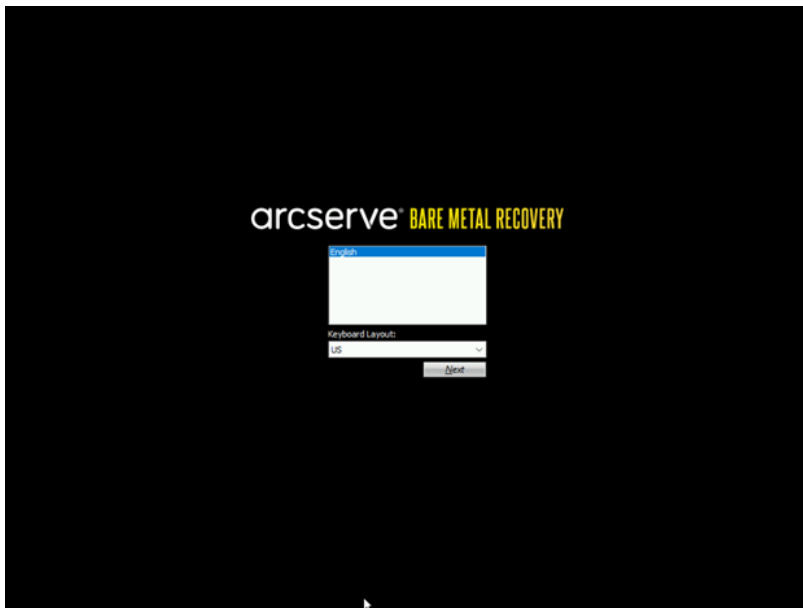 arcserve® BARE METAL RECOVERY
English
Keyboard Layout:
US
Next